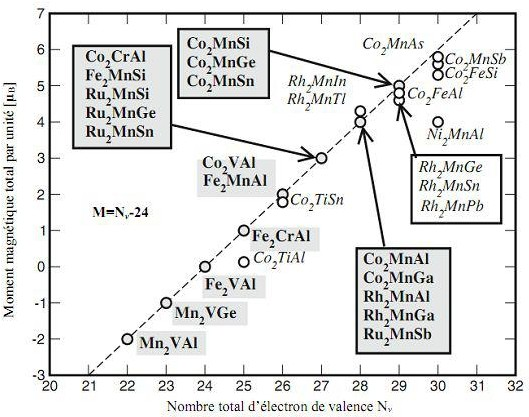 7
6
5
4
3
2
1
0
-1
-2
-3
Moment magnétique total par unité [μB]
Co2CrAl
Fe2MnSi
Ru2MnSi
Ru2MnGe
Ru2MnSn
Co2MnSi
Co2MnGe
Co2MnSn
Co2MnAs
Co2MnSb
Co2FeSi
Rh2MnIn
Rh2MnTl
Co2FeAl
Ni2MnAl
Rh2MnGe
Rh2MnSn
Rh2MnPb
Co2VAl
Fe2MnAl
Co2TiSn
M=Nv-24
Fe2CrAl
Co2TiAl
Fe2VAl
Mn2VGe
Mn2VAl
Co2MnAl
Co2MnGa
Rh2MnAl
Rh2MnGa
Ru2MnSb
20 21 22 23 24 25 26 27 28 29 30 31 32
Nombre total d'électron de valence Nv